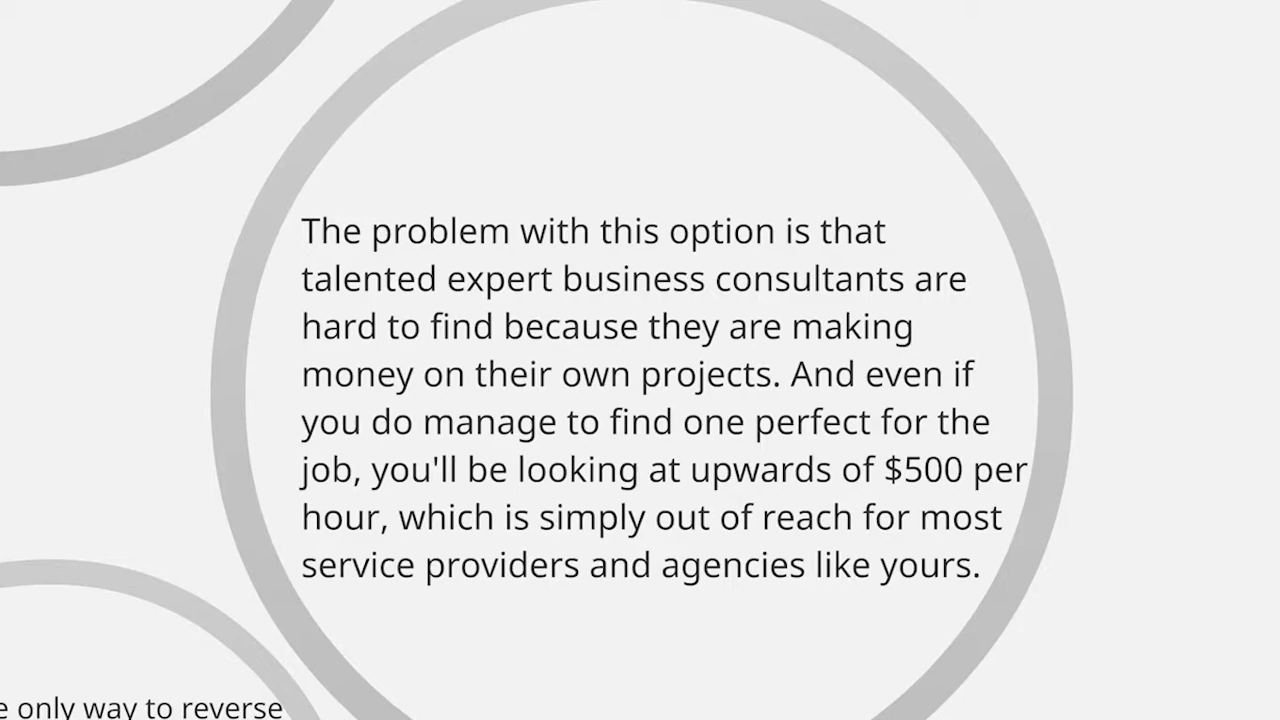 The problem with this option is that
talented expert business consultants are
hard to find because they are making
money on their own projects. And even if
you do manage to find one perfect for the
job, you'll be looking at upwards of $500 per
hour, which is simply out of reach for most
service providers and agencies like yours.
only way to reverse